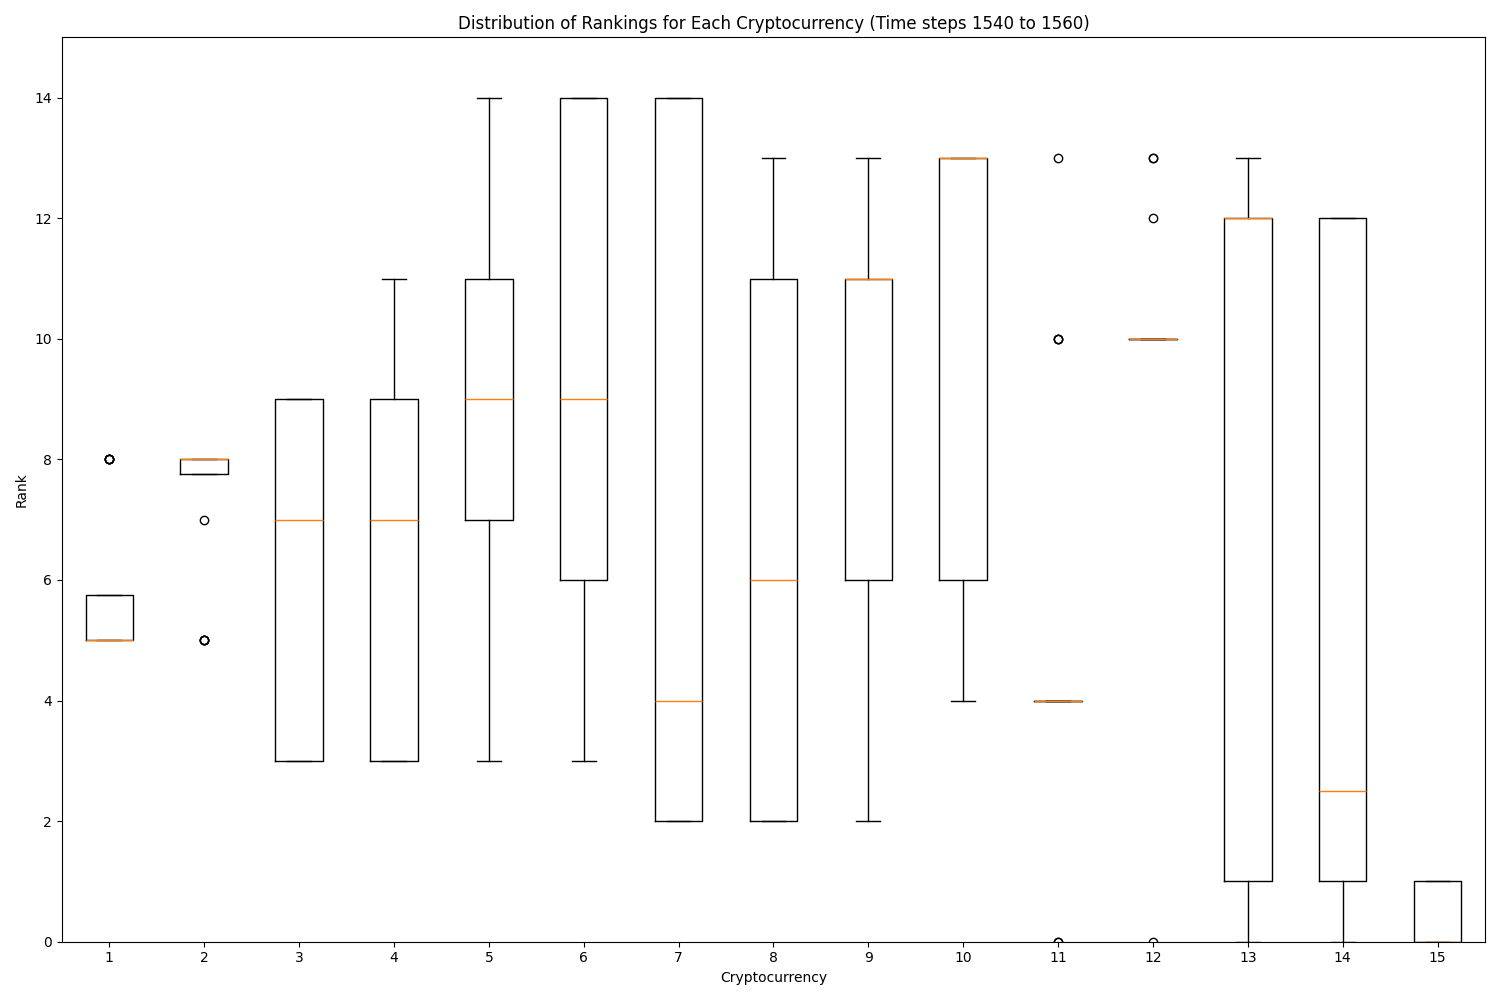 Distribution of Rankings for Each Cryptocurrency (Time steps 1540 to 1560)
14
12
10
8
6
4
2
0
Rank
1 2 3 4 5 6 7 8 9 10 11 12 13 14 15
Cryptocurrency